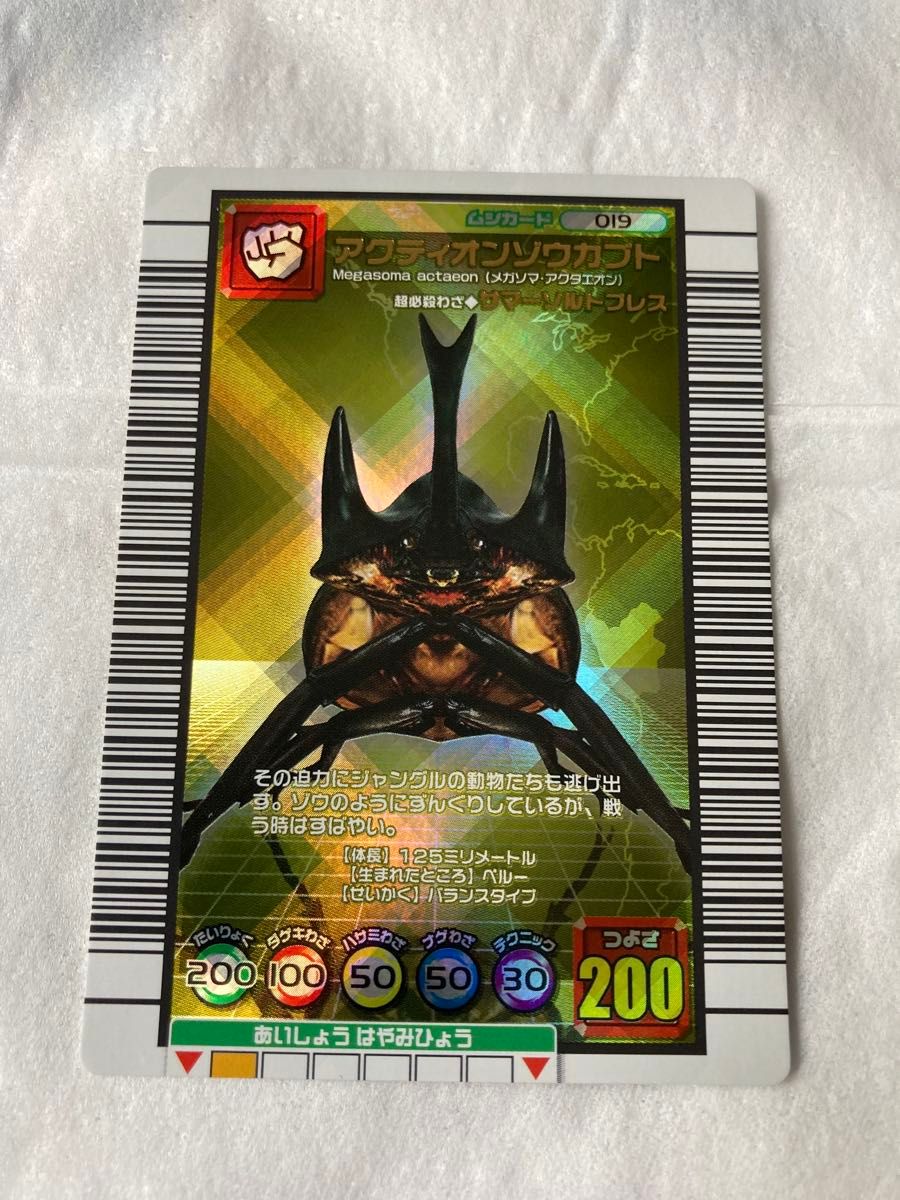 ムシカード 019
アクティオンゾウカブト
Megasoma actaeon (メガソマ・アクタエオン)
超必殺わざ◆サマーソルトプレス
その迫力にジャングルの動物たちも逃げ出
す。ゾウのようにずんぐりしているが、戦
う時はすばやい。
【体長】125ミリメートル
【生まれたところ】ペルー
【せいかく】バランスタイプ
たいりょく ダゲキわざ ハサミわざ ナゲわざ テクニック つよさ
200 100 50 50 30 200
あいしょう はやみひょう